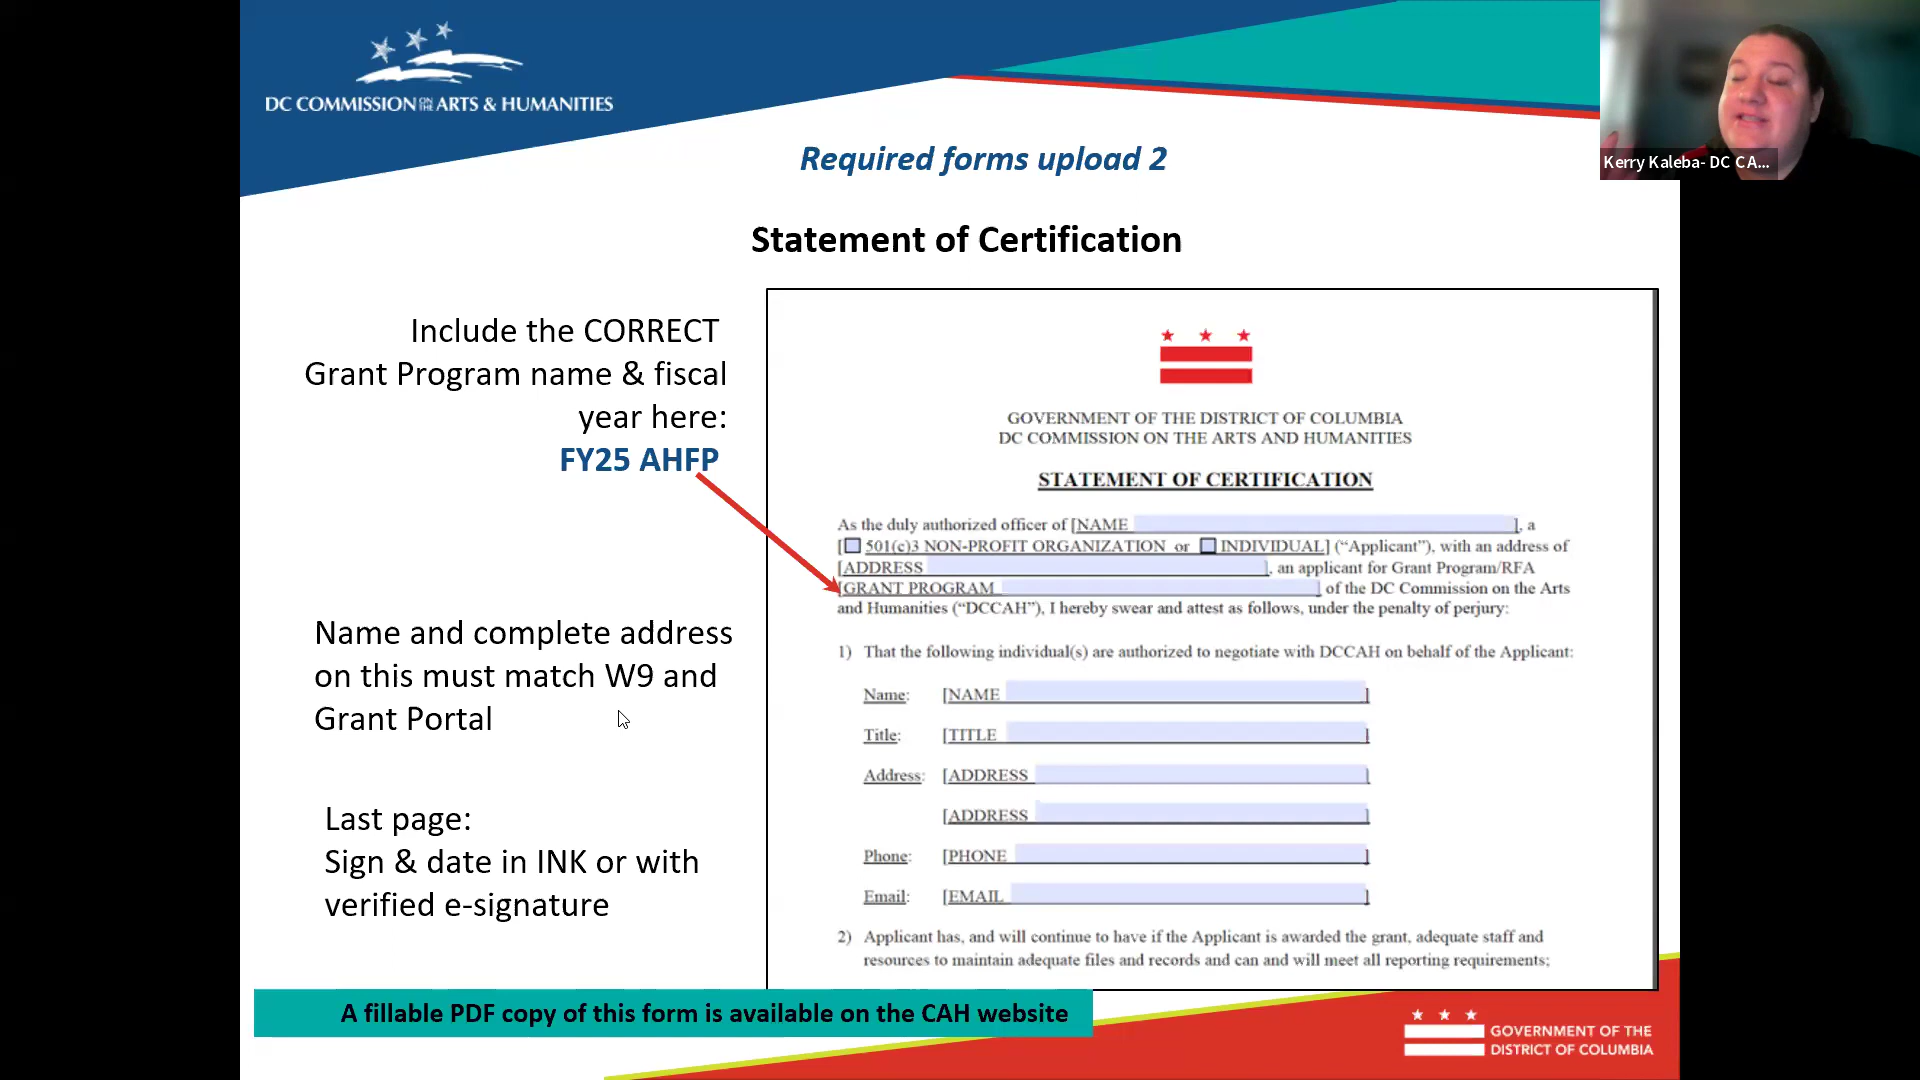 DC COMMISSION ON THE ARTS & HUMANITIES
Kerry Kaleba- DC CA...
Required forms upload 2
Statement of Certification
Include the CORRECT
Grant Program name & fiscal
year here:
FY25 AHFP
Name and complete address
on this must match W9 and
Grant Portal
Last page:
Sign & date in INK or with
verified e-signature
GOVERNMENT OF THE DISTRICT OF COLUMBIA
DC COMMISSION ON THE ARTS AND HUMANITIES
STATEMENT OF CERTIFICATION
As the duly authorized officer of [NAME ], a
[ 501(c)3 NON-PROFIT ORGANIZATION or INDIVIDUAL] (“Applicant”), with an address of
[ADDRESS ], an applicant for Grant Program/RFA
[GRANT PROGRAM ] of the DC Commission on the Arts
and Humanities (“DCCAH”), I hereby swear and attest as follows, under the penalty of perjury:
1) That the following individual(s) are authorized to negotiate with DCCAH on behalf of the Applicant:
Name: [NAME ]
Title: [TITLE ]
Address: [ADDRESS ]
[ADDRESS ]
Phone: [PHONE ]
Email: [EMAIL ]
2) Applicant has, and will continue to have if the Applicant is awarded the grant, adequate staff and
resources to maintain adequate files and records and can and will meet all reporting requirements;
A fillable PDF copy of this form is available on the CAH website
GOVERNMENT OF THE
DISTRICT OF COLUMBIA